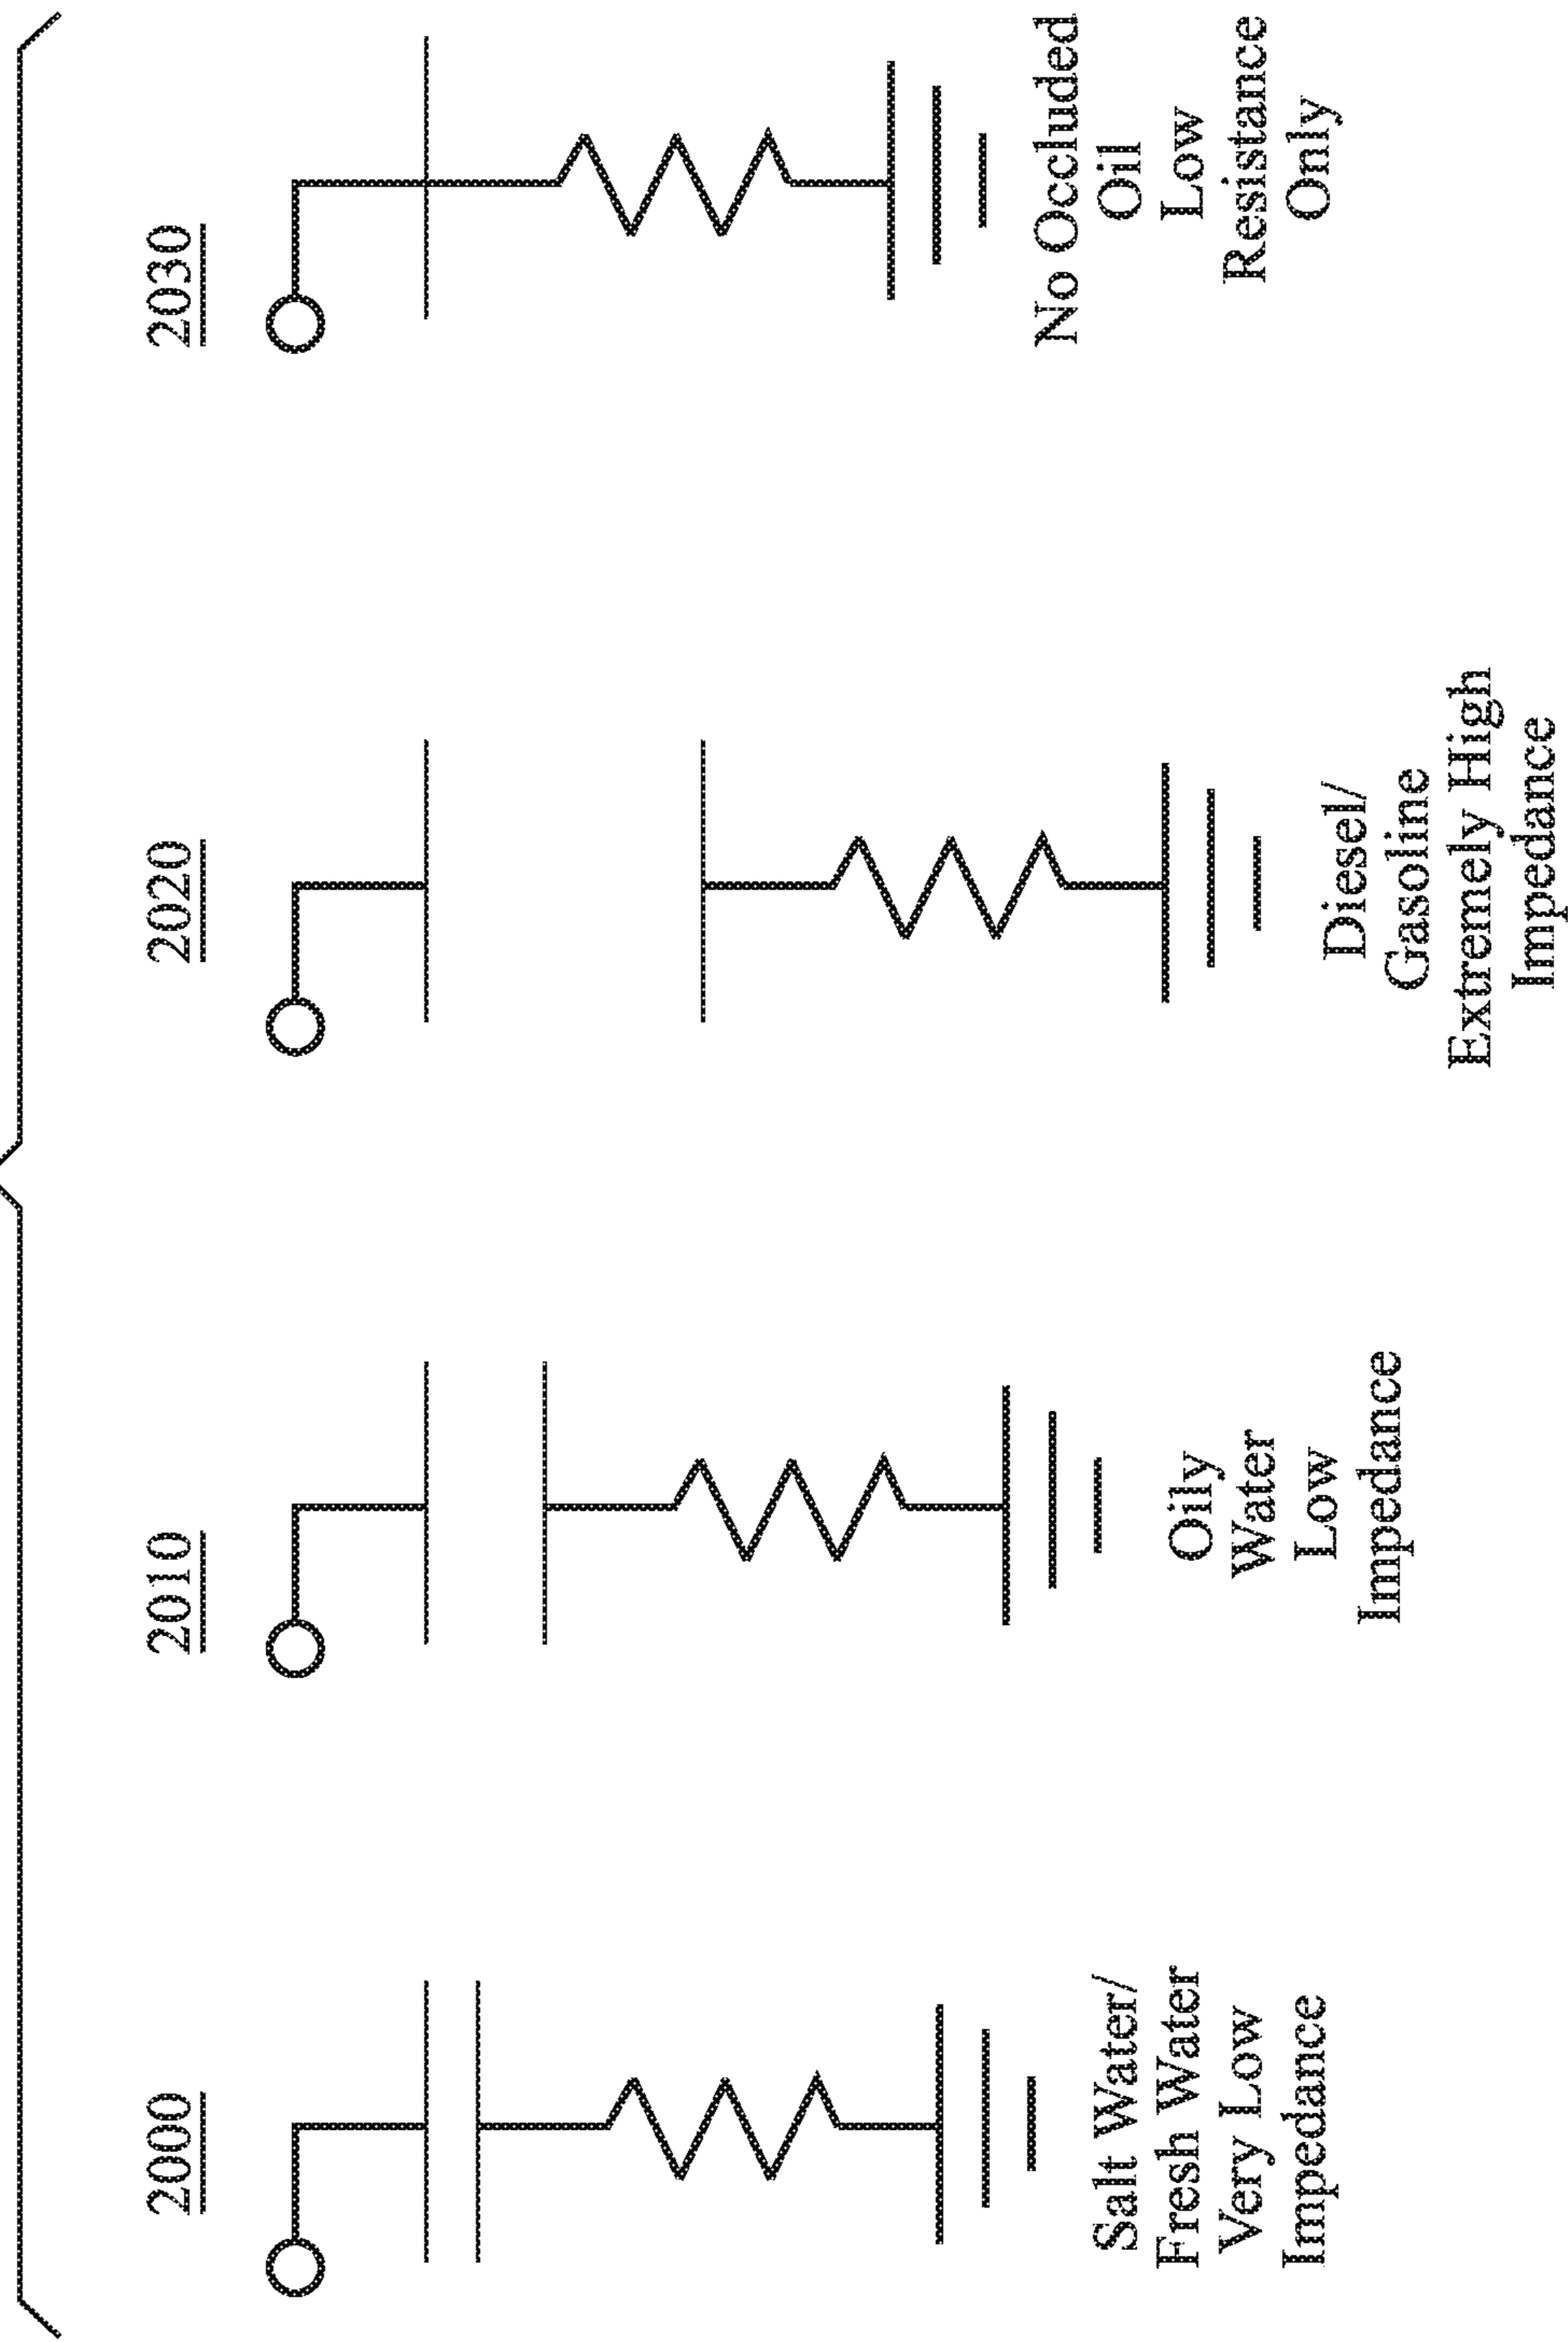 2000
Salt Water/
Fresh Water
Very Low
Impedance
2010
Oily
Water
Low
Impedance
2020
Diesel/
Gasoline
Extremely High
Impedance
2030
No Occluded
Oil
Low
Resistance
Only